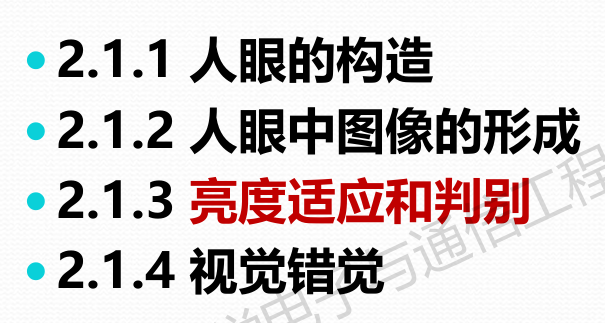 2.1.1 人眼的构造
2.1.2 人眼中图像的形成
2.1.3 亮度适应和判别
2.1.4 视觉错觉
电子与通信工程